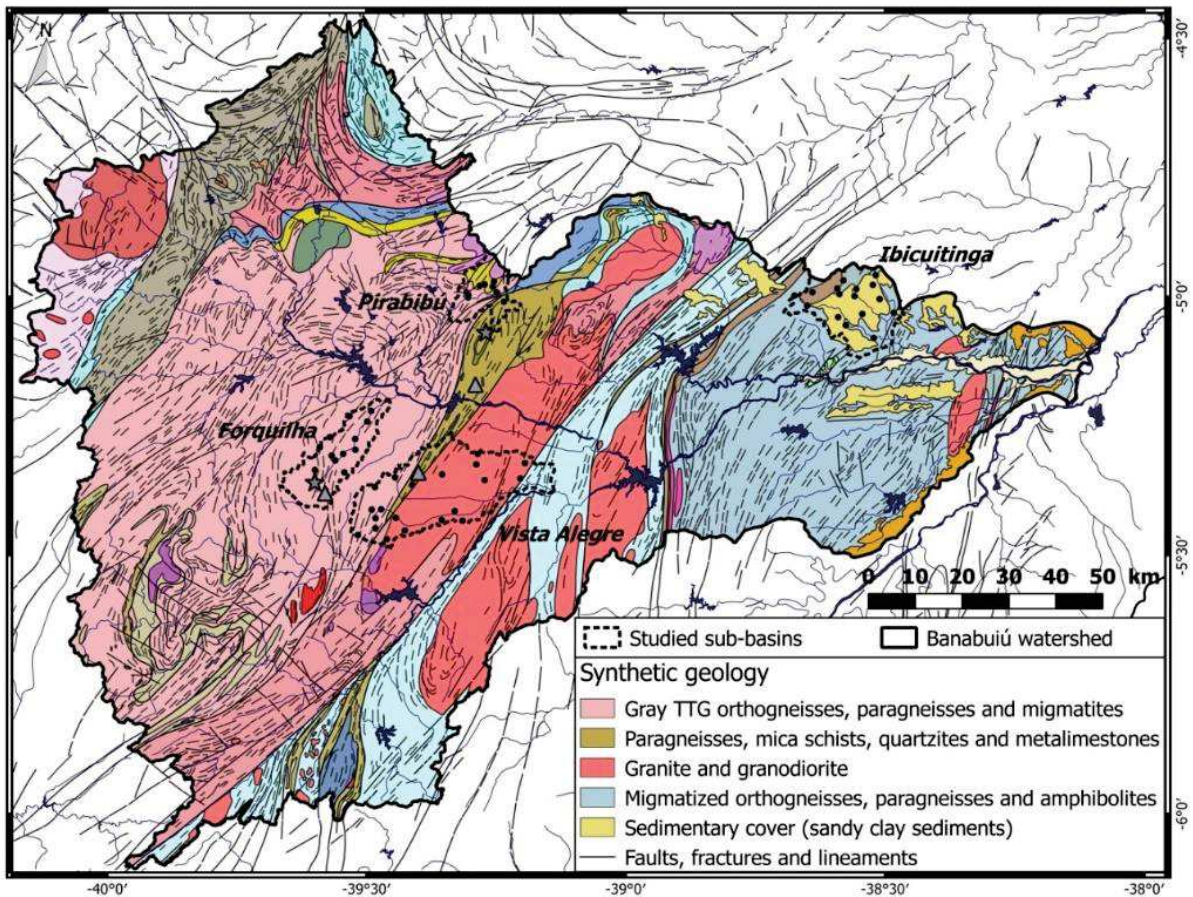 N
-4°30'
Ibicuitinga
-5°0'
Pirabibu
Forquilha
Vista Alegre
-5°30'
0 10 20 30 40 50 km
Studied sub-basins
Banabuiú watershed
Synthetic geology
Gray TTG orthogneisses, paragneisses and migmatites
Paragneisses, mica schists, quartzites and metalimestones
Granite and granodiorite
Migmatized orthogneisses, paragneisses and amphibolites
Sedimentary cover (sandy clay sediments)
Faults, fractures and lineaments
-6°0'
-40°0'
-39°30'
-39°0'
-38°30'
-38°0'